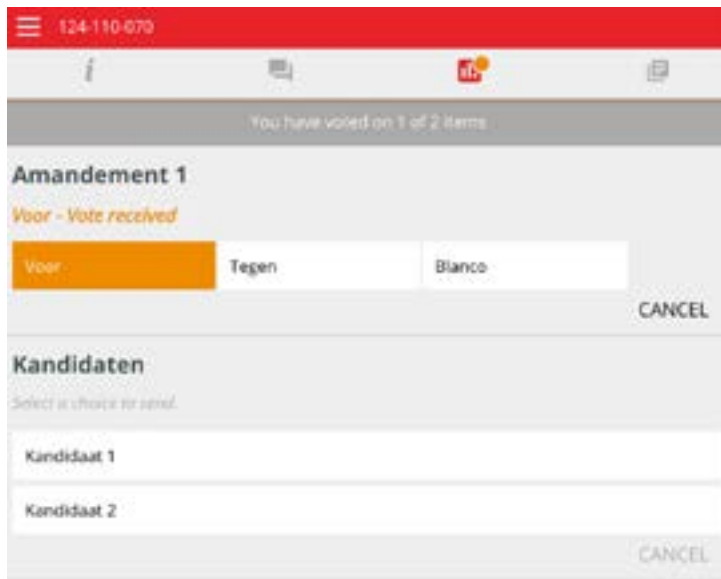 124-110-070
You have voted on 1 of 2 items
Amandement 1
Voor - Vote received
Voor Tegen Blanco
CANCEL
Kandidaten
Select a choice to send.
Kandidaat 1
Kandidaat 2
CANCEL